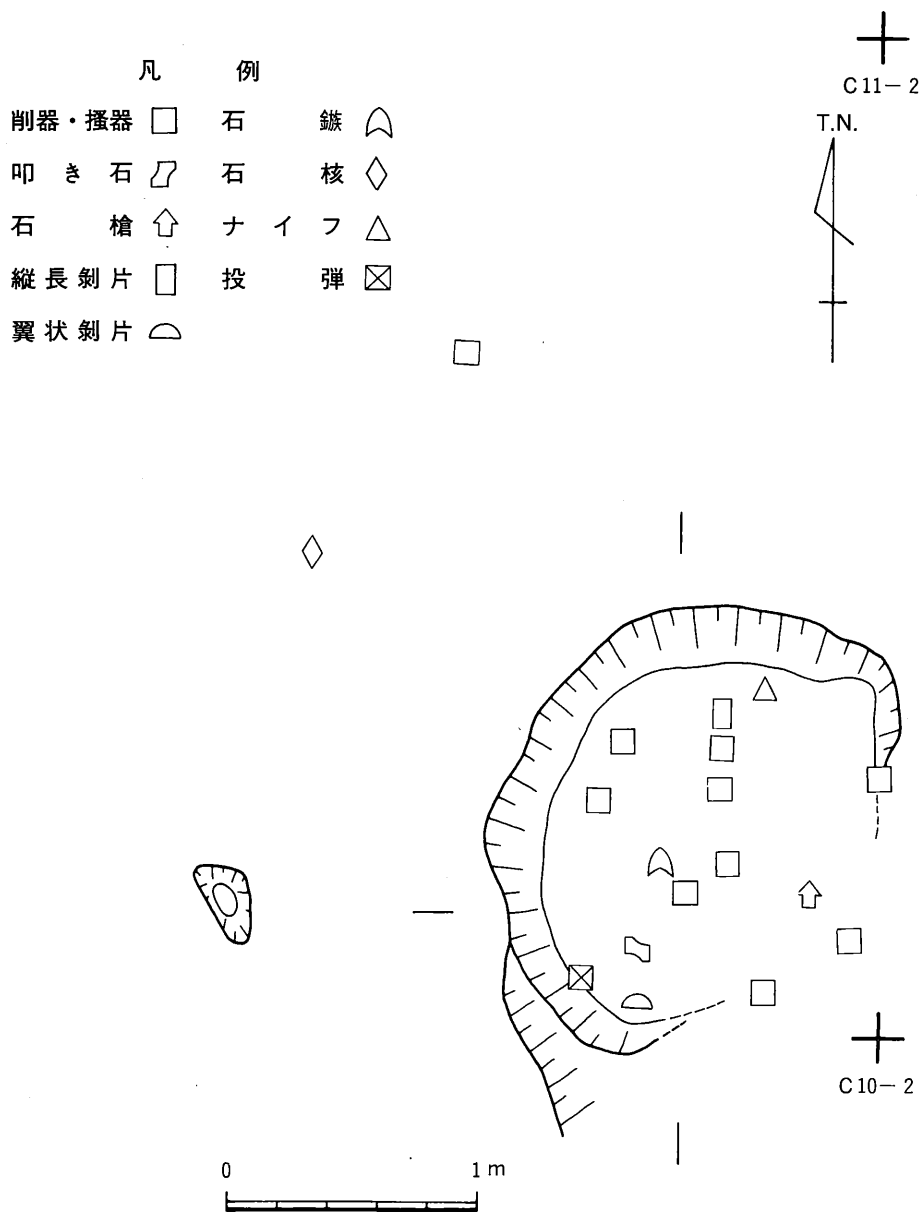 凡例
削器・搔器 石鏃
叩き石 石核
石槍 ナイフ
縦長剝片 投弾
翼状剝片
C11-2
T.N.
C10-2
0 1m